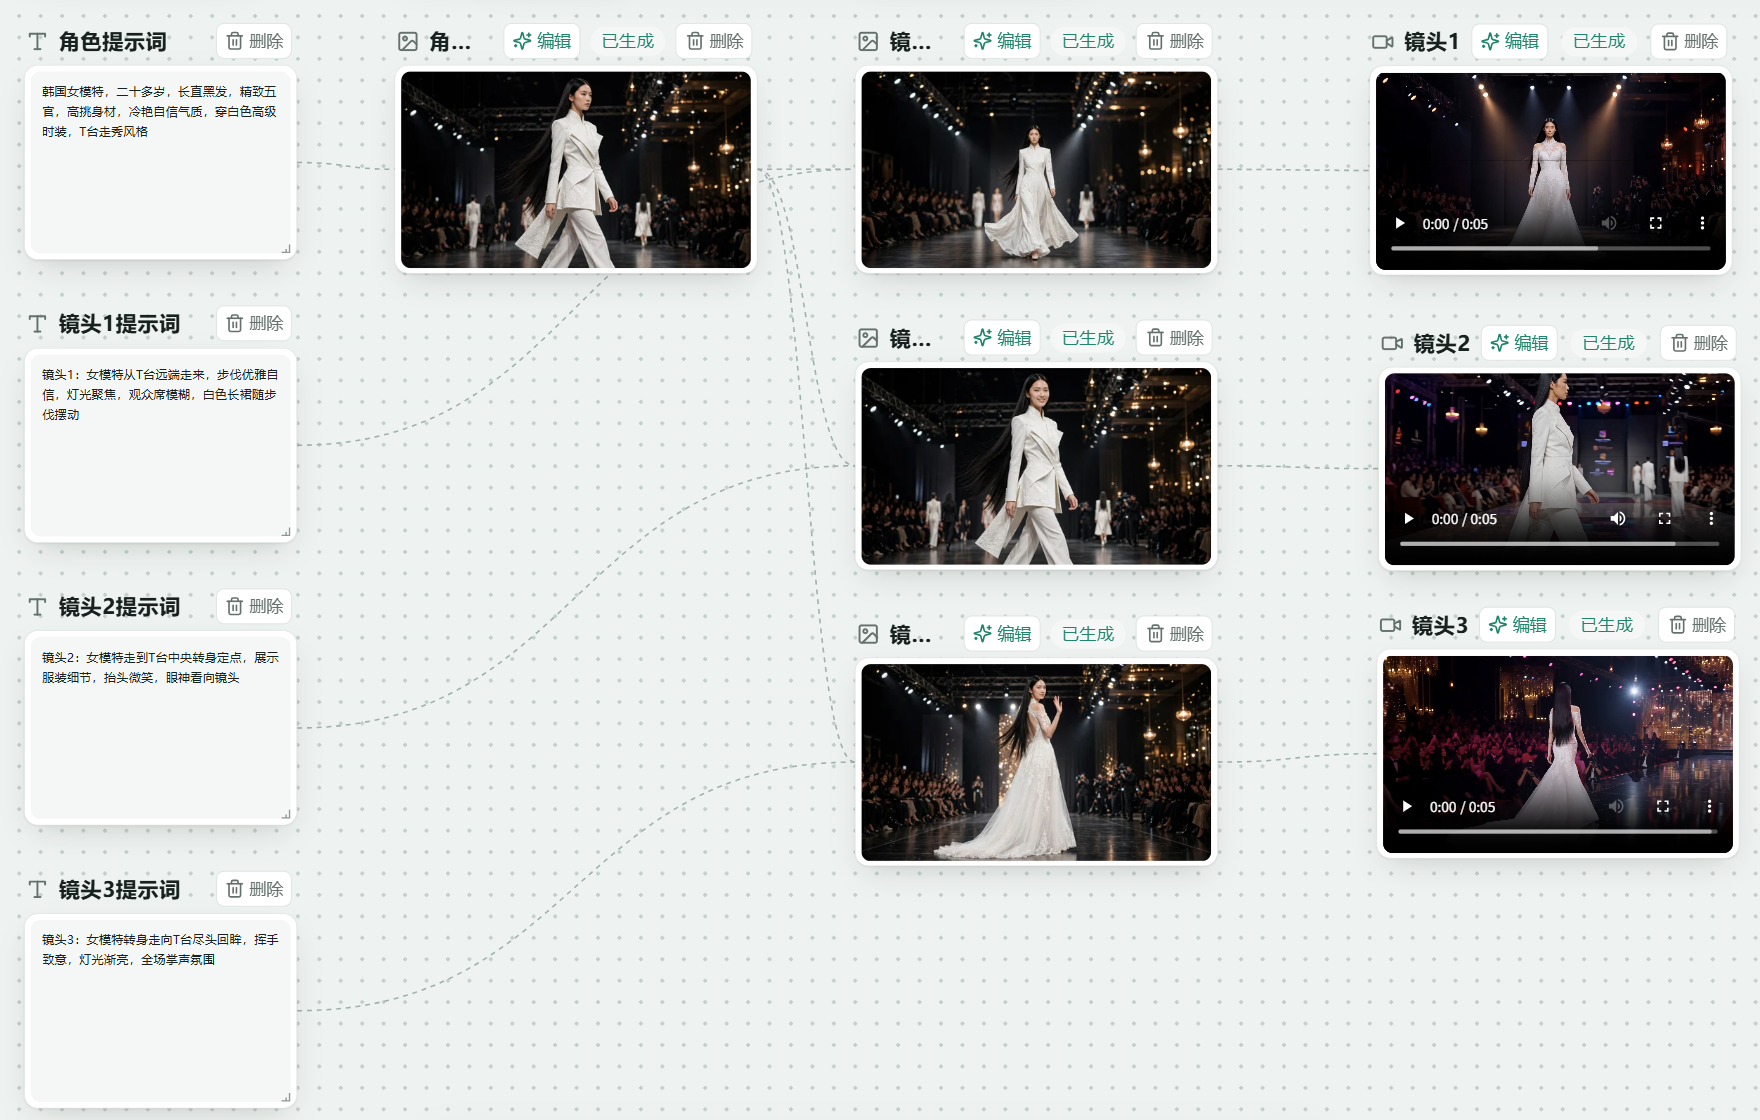 角色提示词
删除
韩国女模特，二十多岁，长直黑发，精致五
官，高挑身材，冷艳自信气质，穿白色高级
时装，T台走秀风格
镜头1提示词
删除
镜头1：女模特从T台远端走来，步伐优雅自
信，灯光聚焦，观众席模糊，白色长裙随步
伐摆动
镜头2提示词
删除
镜头2：女模特走到T台中央转身定点，展示
服装细节，抬头微笑，眼神看向镜头
镜头3提示词
删除
镜头3：女模特转身走向T台尽头回眸，挥手
致意，灯光渐亮，全场掌声氛围
角...
编辑
已生成
删除
镜...
编辑
已生成
删除
镜...
编辑
已生成
删除
镜...
编辑
已生成
删除
镜头1
编辑
已生成
删除
0:00 / 0:05
镜头2
编辑
已生成
删除
0:00 / 0:05
镜头3
编辑
已生成
删除
0:00 / 0:05